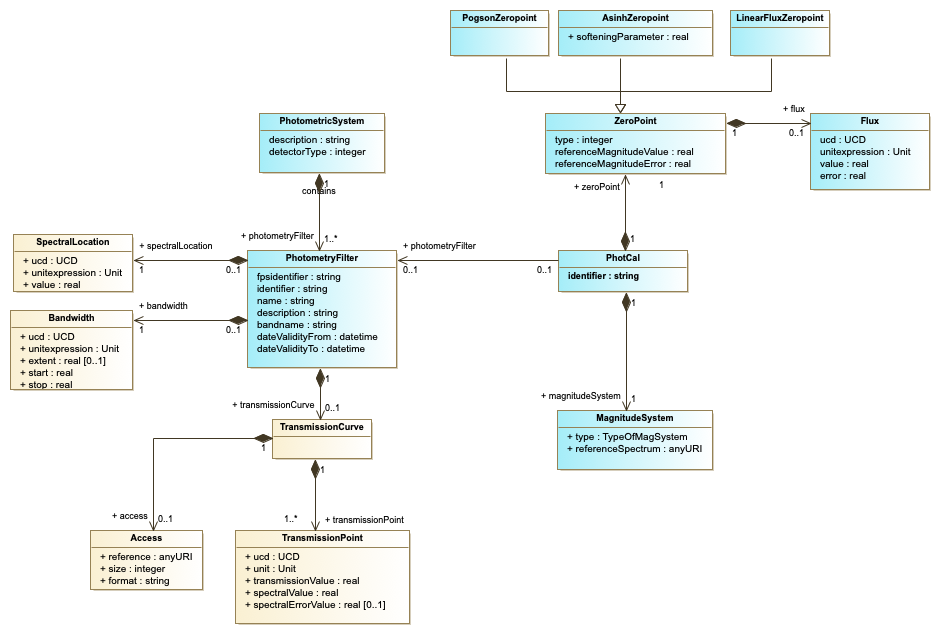 PogsonZeropoint
AsinhZeropoint
+ softeningParameter : real
LinearFluxZeropoint
PhotometricSystem
description : string
detectorType : integer
ZeroPoint
type : integer
referenceMagnitudeValue : real
referenceMagnitudeError : real
+ flux
1
0..1
Flux
ucd : UCD
unitexpression : Unit
value : real
error : real
1
contains
+ zeroPoint
1
1
+ photometryFilter
1..*
SpectralLocation
+ ucd : UCD
+ unitexpression : Unit
+ value : real
+ spectralLocation
1
0..1
PhotometryFilter
fpsidentifier : string
identifier : string
name : string
description : string
bandname : string
dateValidityFrom : datetime
dateValidityTo : datetime
+ photometryFilter
0..1
0..1
PhotCal
identifier : string
Bandwidth
+ ucd : UCD
+ unitexpression : Unit
+ extent : real [0..1]
+ start : real
+ stop : real
+ bandwidth
1
0..1
1
1
+ transmissionCurve
0..1
+ magnitudeSystem
1
TransmissionCurve
MagnitudeSystem
+ type : TypeOfMagSystem
+ referenceSpectrum : anyURI
1
1
+ access
0..1
1..*
+ transmissionPoint
Access
+ reference : anyURI
+ size : integer
+ format : string
TransmissionPoint
+ ucd : UCD
+ unit : Unit
+ transmissionValue : real
+ spectralValue : real
+ spectralErrorValue : real [0..1]